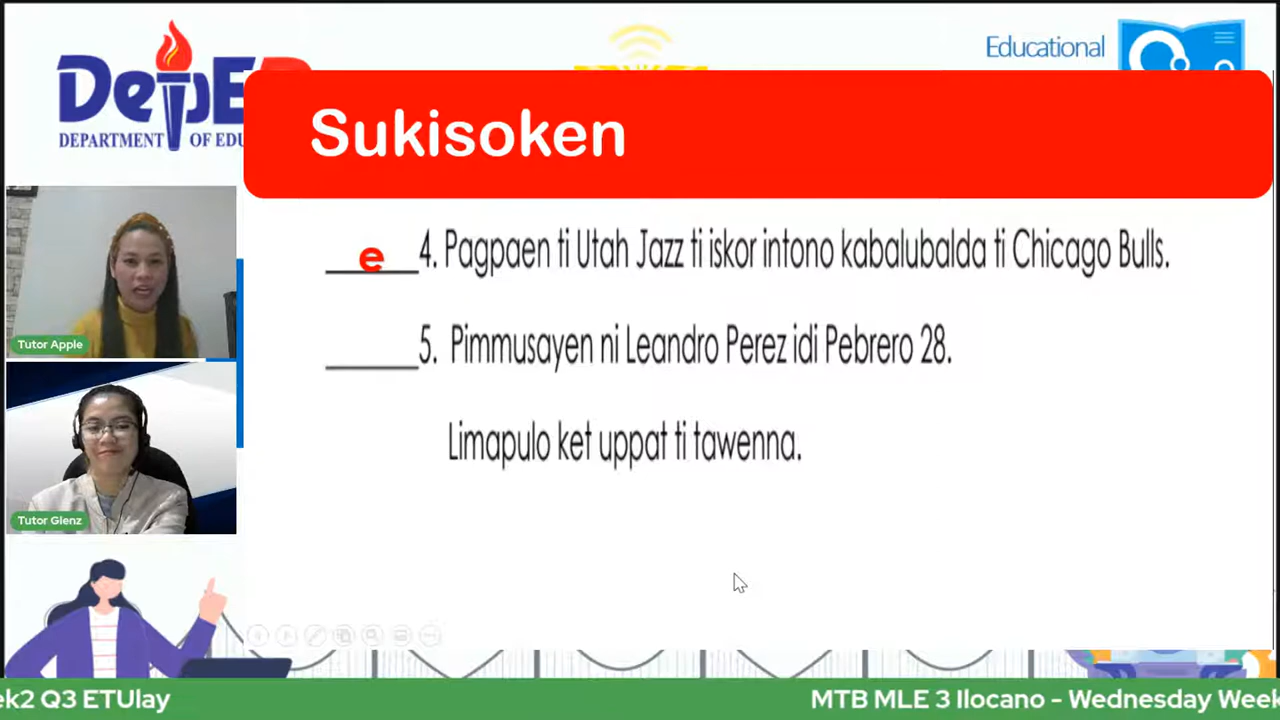 DepED
DEPARTMENT OF EDU
Educational
Sukisoken
e 4. Pagpaen ti Utah Jazz ti iskor intono kabalubalda ti Chicago Bulls.
5. Pimmusayen ni Leandro Perez idi Pebrero 28.
Limapulo ket uppat ti tawenna.
Tutor Apple
Tutor Glenz
ek2 Q3 ETUlay
MTB MLE 3 Ilocano - Wednesday Week